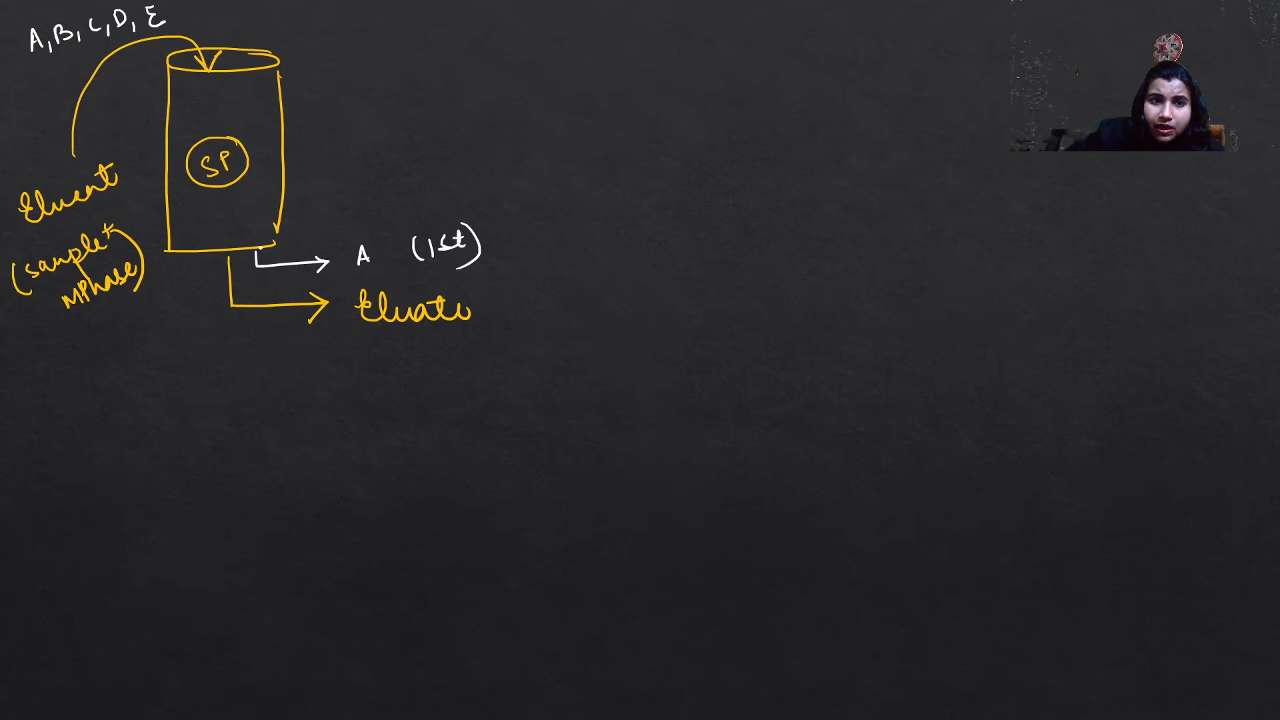 A, B, C, D, E
SP
Eluent
(Sample +
MPhase)
A (1st)
Eluate